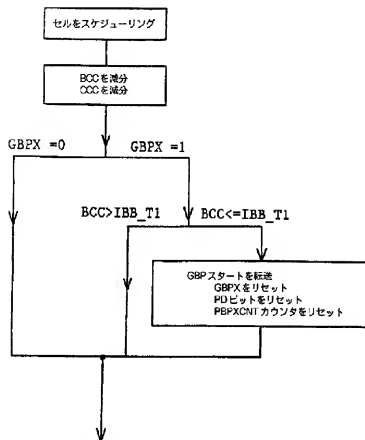 セルをスケジューリング
BCCを減分
CCCを減分
GBPX =0
GBPX =1
BCC>IBB_T1
BCC<=IBB_T1
GBPスタートを転送
GBPXをリセット
PDビットをリセット
PBPXCNTカウンタをリセット